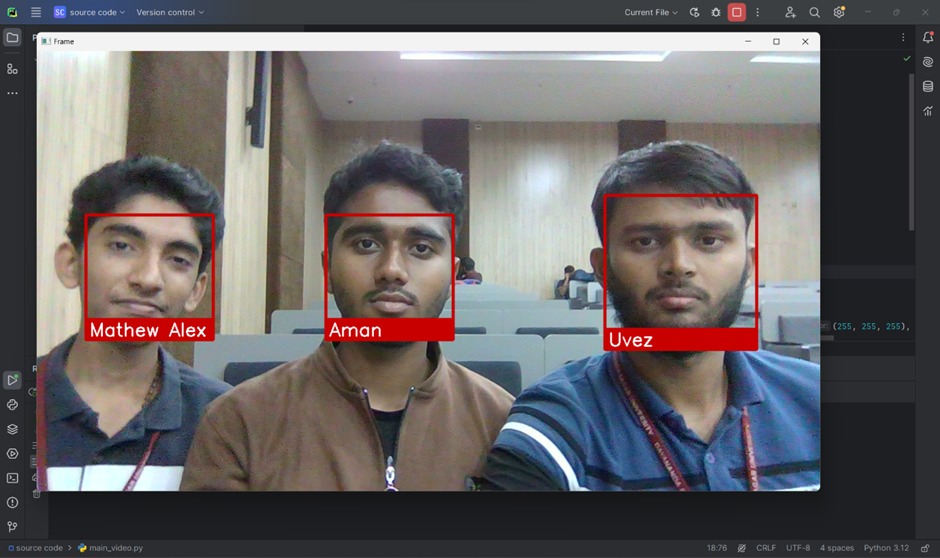 SC source code Version control Current File
Frame
Mathew Alex
Aman
Uvez
(255, 255, 255),
source code > main_video.py 18:76 CRLF UTF-8 4 spaces Python 3.12